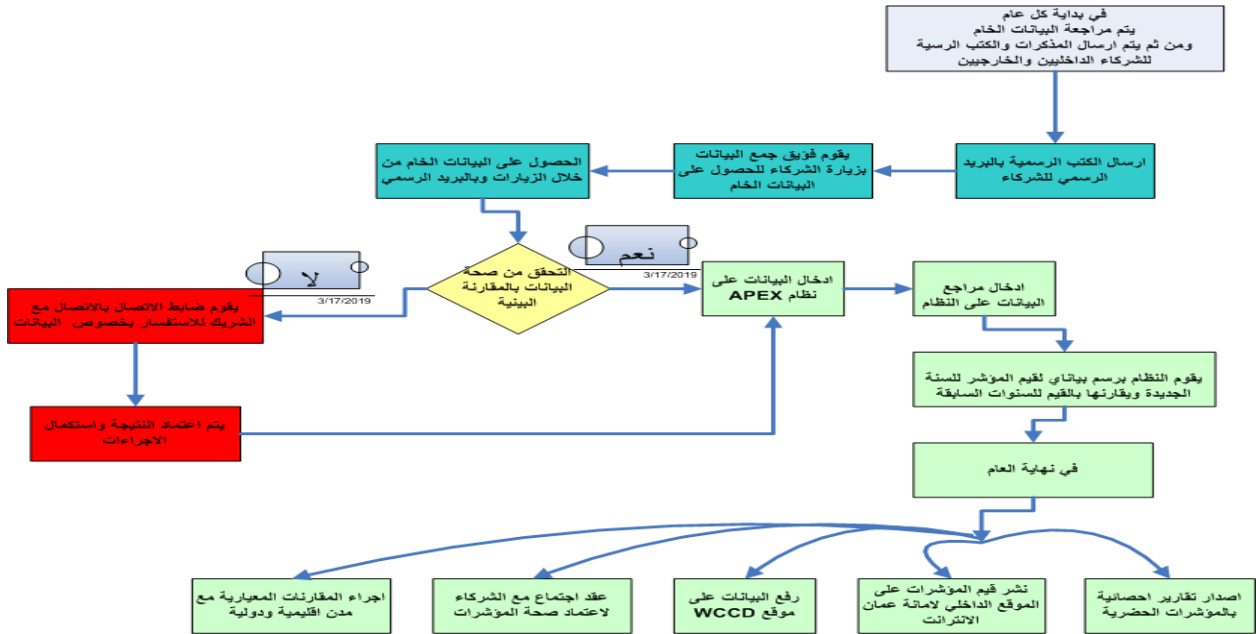 في بداية كل عام
يتم مراجعة البيانات الخام
ومن ثم يتم ارسال المذكرات والكتب الرسية
للشركاء الداخليين والخارجيين
ارسال الكتب الرسمية بالبريد
الرسمي للشركاء
يقوم فؤيق جمع البيانات
بزيارة الشركاء للحصول على
البيانات الخام
الحصول على البيانات الخام من
خلال الزيارات وبالبريد الرسمي
التحقق من صحة
البيانات بالمقارنة
البينية
نعم
3/17/2019
لا
3/17/2019
ادخال البيانات على
نظام APEX
ادخال مراجع
البيانات على النظام
يقوم ضابط الاتصال بالاتصال مع
الشريك للاستفسار بخصوص البيانات
يتم اعتماد النتيجة واستكمال
الاجراءات
يقوم النظام برسم بياناي لقيم المؤشر للسنة
الجديدة ويقارنها بالقيم للسنوات السابقة
في نهاية العام
اصدار تقارير احصائية
بالمؤشرات الحضرية
نشر قيم المؤشرات على
الموقع الداخلي لامانة عمان
الانترانت
رفع البيانات على
موقع WCCD
عقد اجتماع مع الشركاء
لاعتماد صحة المؤشرات
اجراء المقارنات المعيارية مع
مدن اقليمية ودولية